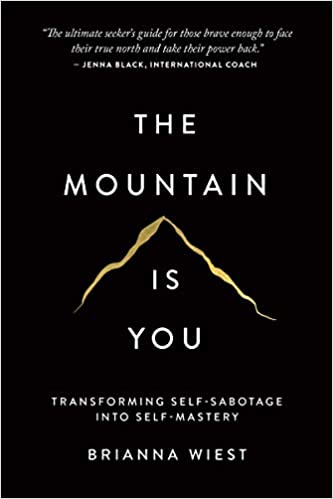 “The ultimate seeker’s guide for those brave enough to face
their true north and take their power back.”
— JENNA BLACK, INTERNATIONAL COACH
THE
MOUNTAIN
IS
YOU
TRANSFORMING SELF-SABOTAGE
INTO SELF-MASTERY
BRIANNA WIEST